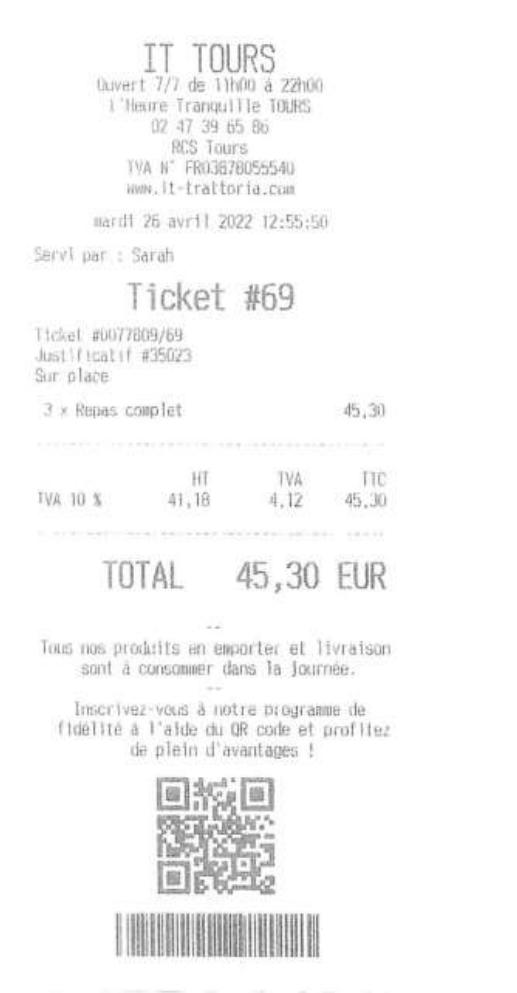 IT TOURS
Ouvert 7/7 de 11h00 à 22h00
l'Heure Tranquille TOURS
02 47 39 65 86
RCS Tours
TVA N° FR03878055540
www.it-trattoria.com
mardi 26 avril 2022 12:55:50
Servi par : Sarah
Ticket #69
Ticket #0077809/69
Justificatif #35023
Sur place
3 x Repas complet 45,30
HT TVA TTC
TVA 10 % 41,18 4,12 45,30
TOTAL 45,30 EUR
--
Tous nos produits en emporter et livraison
sont à consommer dans la journée.
--
Inscrivez-vous à notre programme de
fidélité à l'aide du QR code et profitez
de plein d'avantages !